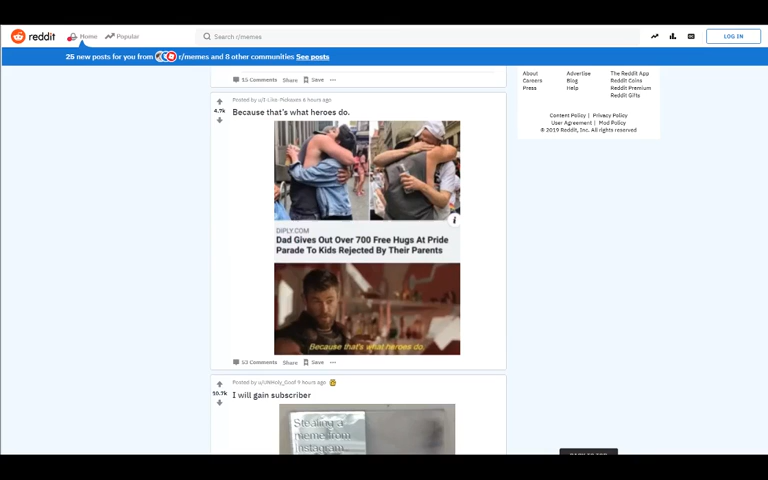 reddit
Home
Popular
Search r/memes
LOG IN
25 new posts for you from r/memes and 8 other communities See posts
15 Comments Share Save
About Advertise The Reddit App
Careers Blog Reddit Coins
Press Help Reddit Premium
Reddit Gifts
Content Policy | Privacy Policy
User Agreement | Mod Policy
© 2019 Reddit, Inc. All rights reserved
4.7k
Posted by u/I-Like-Pickraxes 6 hours ago
Because that's what heroes do.
DIPLY.COM
Dad Gives Out Over 700 Free Hugs At Pride
Parade To Kids Rejected By Their Parents
Because that's what heroes do.
53 Comments Share Save
10.7k
Posted by u/UNHoly_Goof 9 hours ago
I will gain subscriber
Stealing a
meme from
Instagram